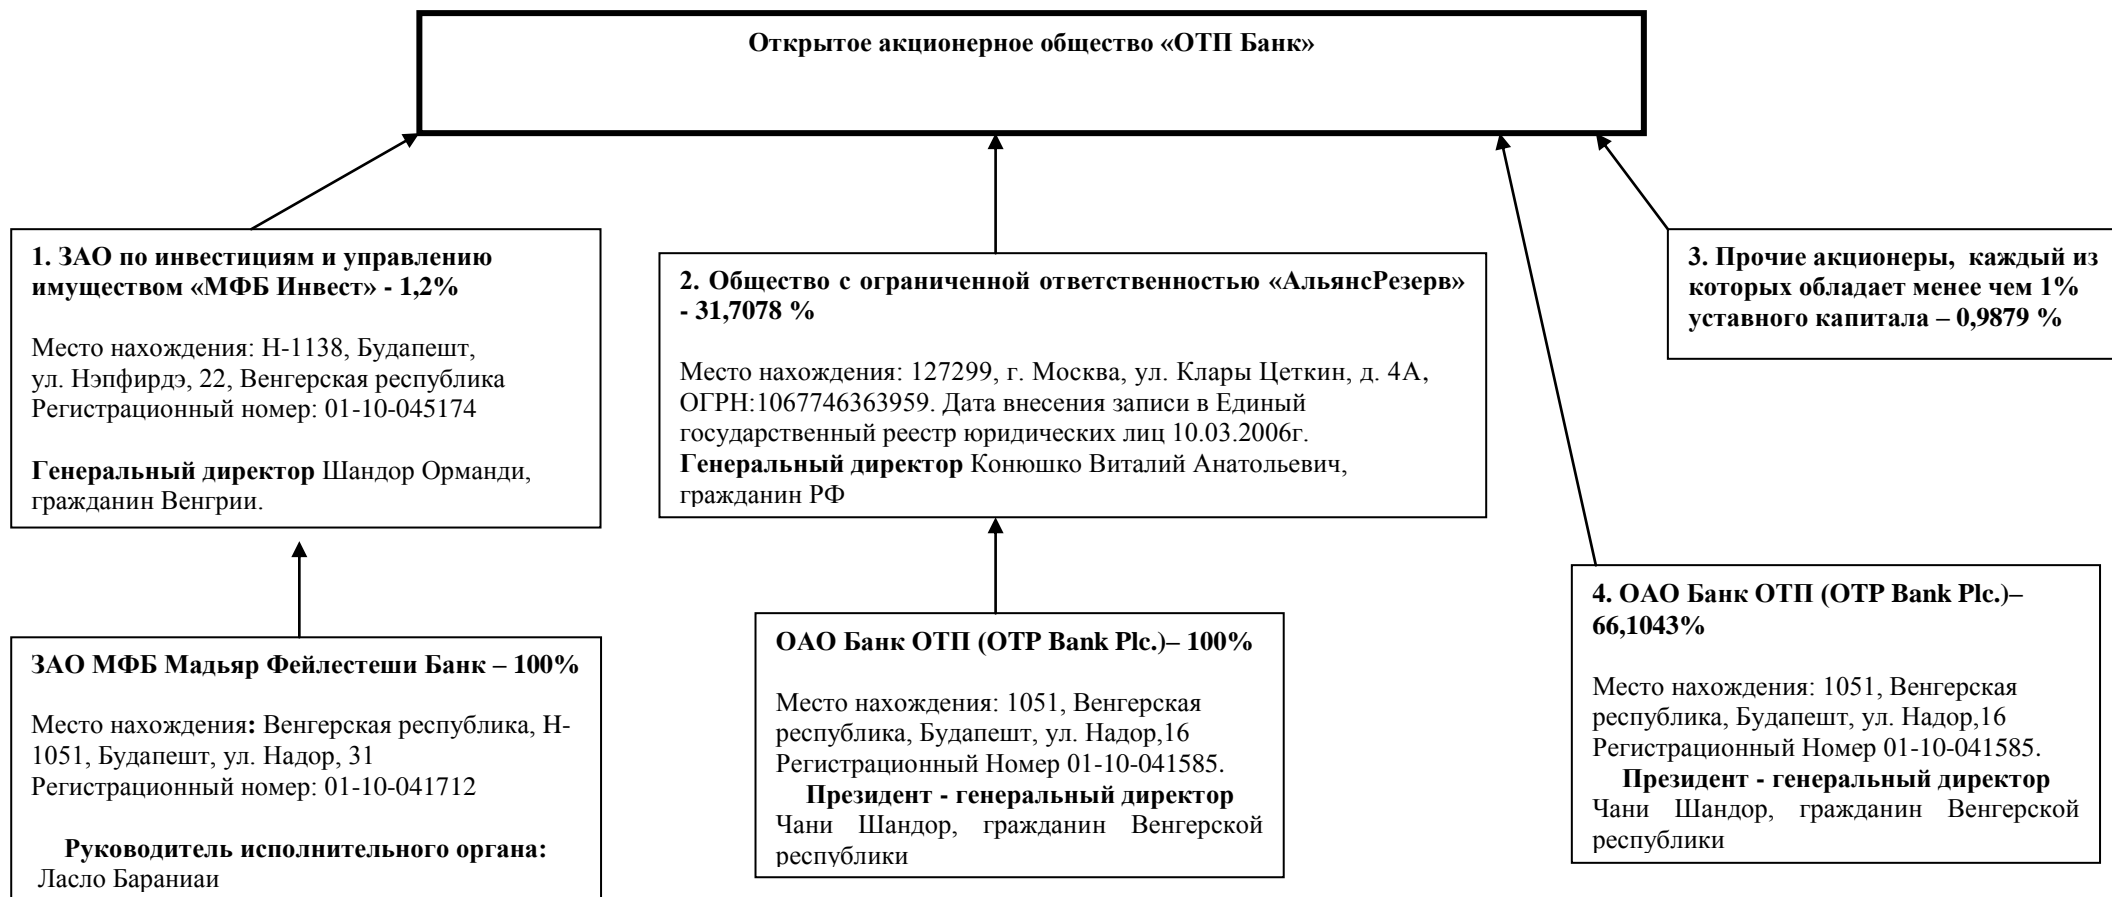 Открытое акционерное общество «ОТП Банк»
1. ЗАО по инвестициям и управлению
имуществом «МФБ Инвест» - 1,2%
Место нахождения: Н-1138, Будапешт,
ул. Нэпфирдэ, 22, Венгерская республика
Регистрационный номер: 01-10-045174
Генеральный директор Шандор Орманди,
гражданин Венгрии.
2. Общество с ограниченной ответственностью «АльянсРезерв»
- 31,7078 %
Место нахождения: 127299, г. Москва, ул. Клары Цеткин, д. 4А,
ОГРН:1067746363959. Дата внесения записи в Единый
государственный реестр юридических лиц 10.03.2006г.
Генеральный директор Конюшко Виталий Анатольевич,
гражданин РФ
3. Прочие акционеры, каждый из
которых обладает менее чем 1%
уставного капитала – 0,9879 %
ЗАО МФБ Мадьяр Фейлестеши Банк – 100%
Место нахождения: Венгерская республика, Н-
1051, Будапешт, ул. Надор, 31
Регистрационный номер: 01-10-041712
Руководитель исполнительного органа:
Ласло Бараниаи
ОАО Банк ОТП (OTP Bank Plc.)– 100%
Место нахождения: 1051, Венгерская
республика, Будапешт, ул. Надор,16
Регистрационный Номер 01-10-041585.
Президент - генеральный директор
Чани Шандор, гражданин Венгерской
республики
4. ОАО Банк ОТП (OTP Bank Plc.)–
66,1043%
Место нахождения: 1051, Венгерская
республика, Будапешт, ул. Надор,16
Регистрационный Номер 01-10-041585.
Президент - генеральный директор
Чани Шандор, гражданин Венгерской
республики